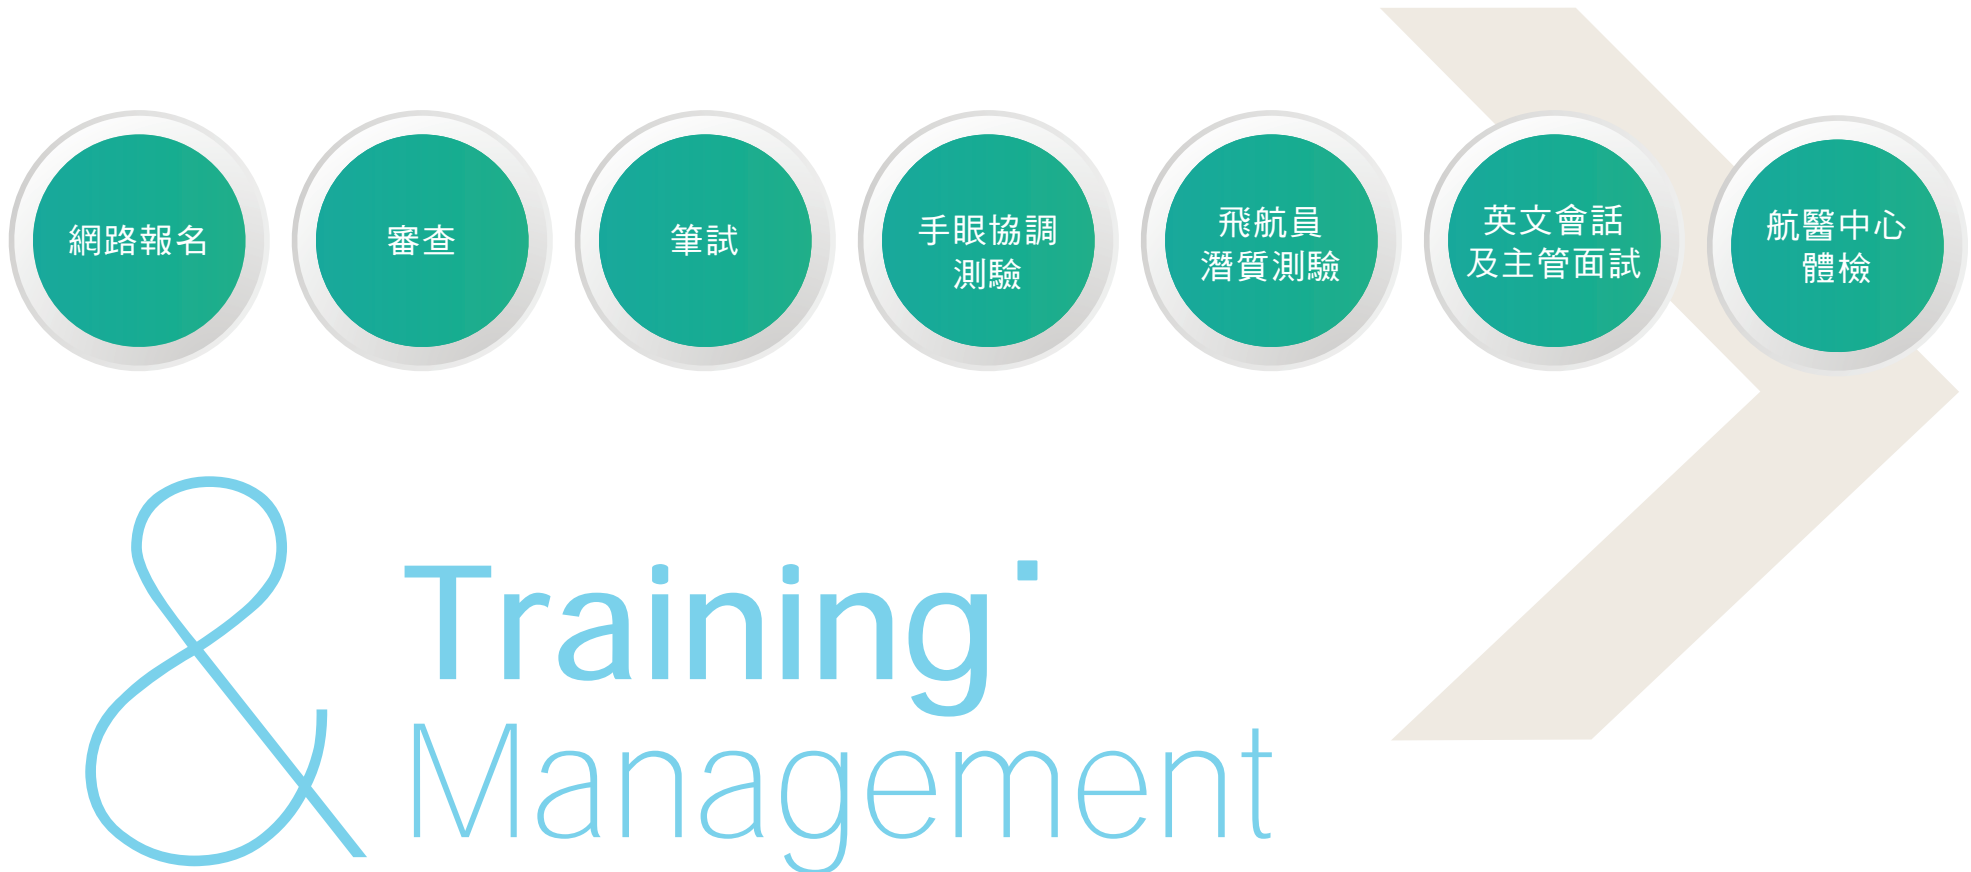 網路報名
審查
筆試
手眼協調
測驗
飛航員
潛質測驗
英文會話
及主管面試
航醫中心
體檢
& Training
Management